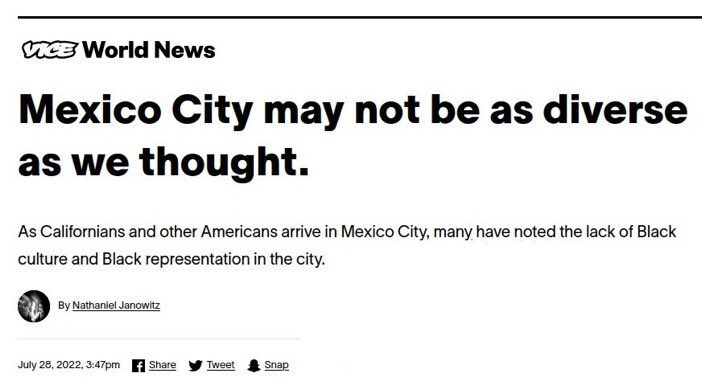 VICE World News
Mexico City may not be as diverse
as we thought.
As Californians and other Americans arrive in Mexico City, many have noted the lack of Black
culture and Black representation in the city.
By Nathaniel Janowitz
July 28, 2022, 3:47pm Share Tweet Snap